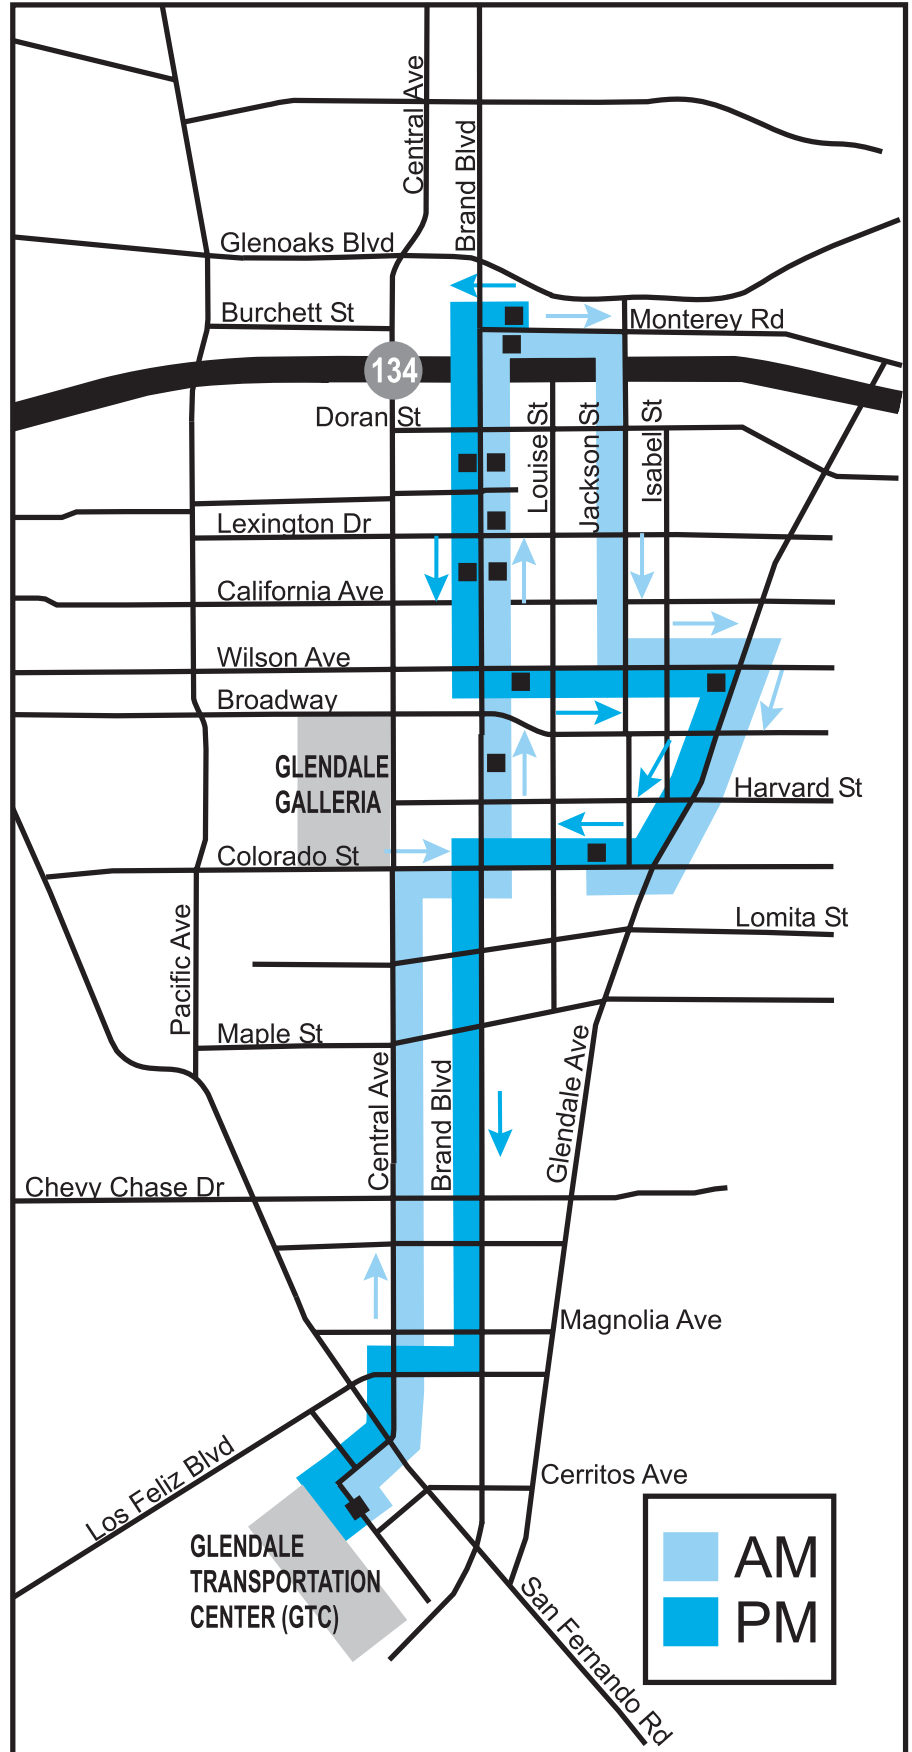 Central Ave
Brand Blvd
Glenoaks Blvd
Burchett St
Monterey Rd
134
Doran St
Louise St
Jackson St
Isabel St
Lexington Dr
California Ave
Wilson Ave
Broadway
GLENDALE
GALLERIA
Harvard St
Colorado St
Lomita St
Pacific Ave
Maple St
Central Ave
Brand Blvd
Glendale Ave
Chevy Chase Dr
Magnolia Ave
Los Feliz Blvd
Cerritos Ave
GLENDALE
TRANSPORTATION
CENTER (GTC)
San Fernando Rd
AM
PM